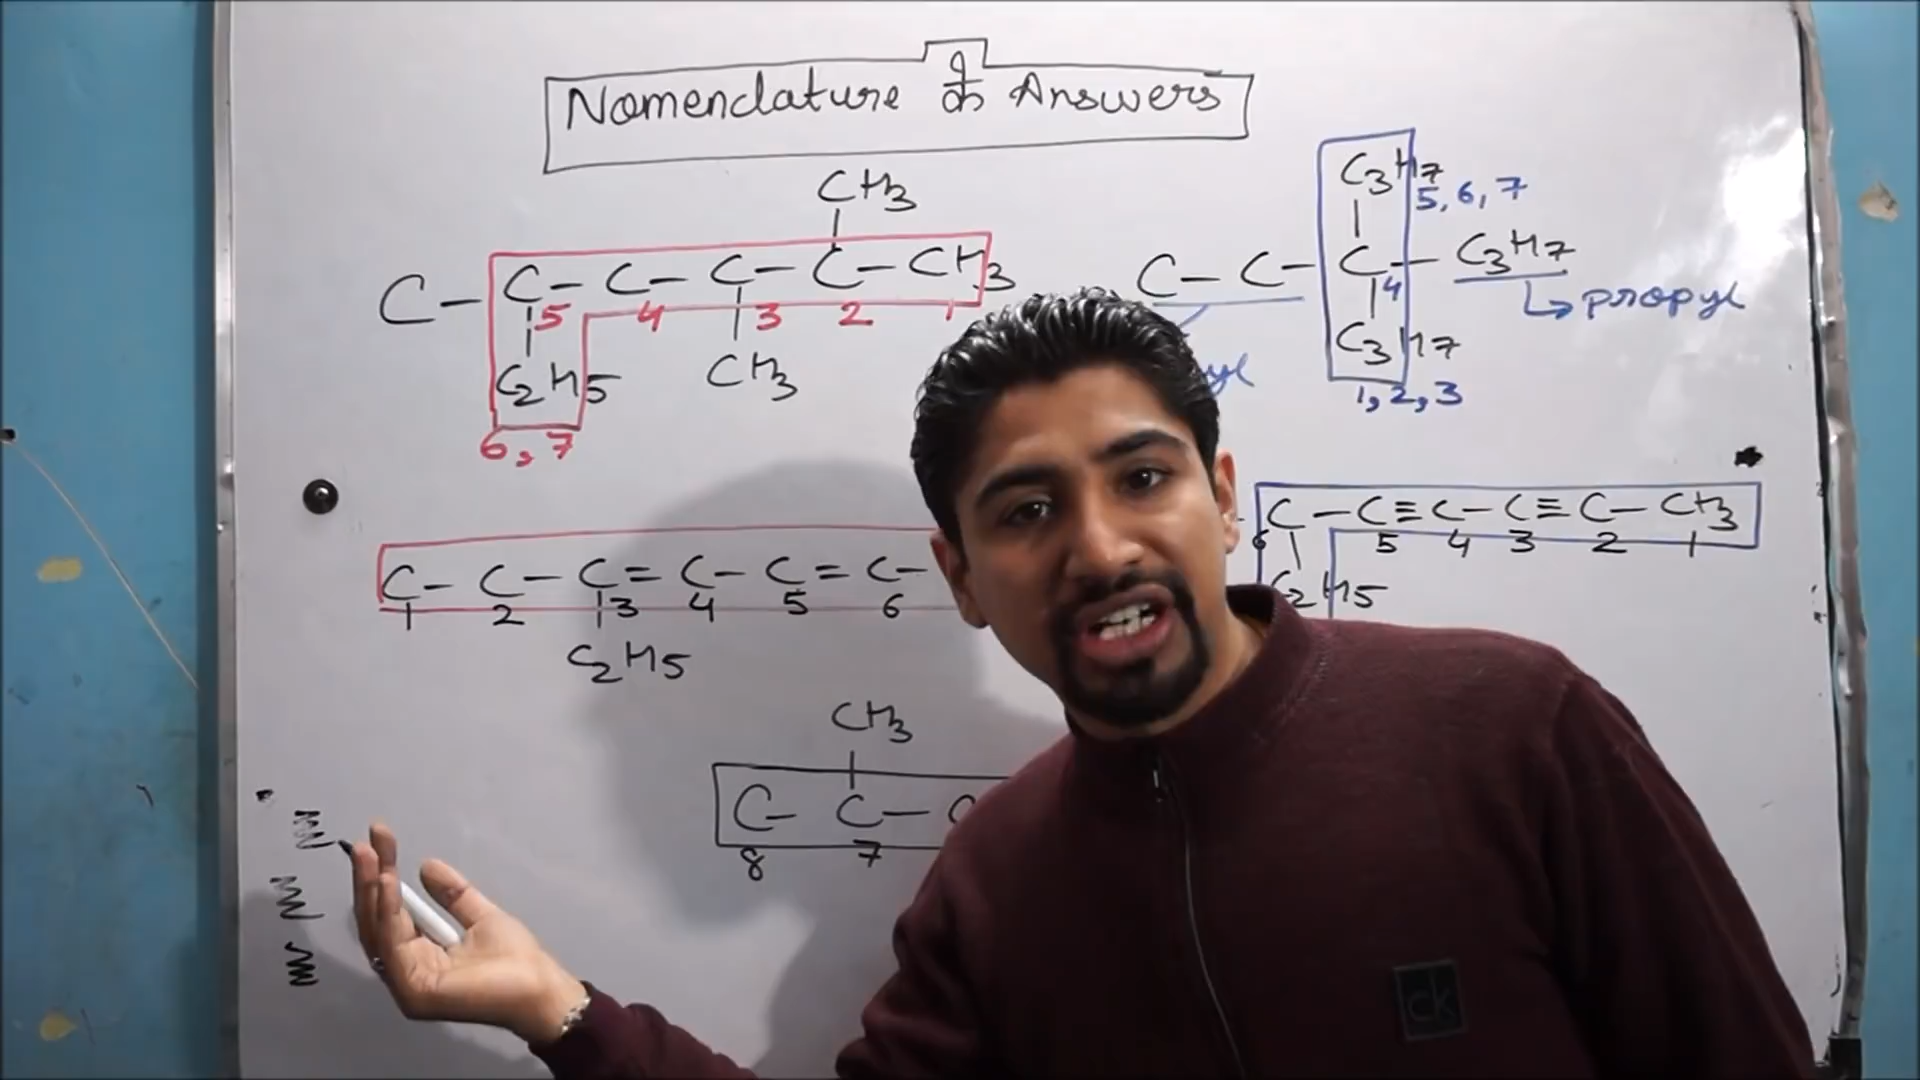 Nomenclature के Answers
CH3
C-C-C-C-C-CH3
5 4 3 2 1
C2H5 CH3
6, 7
C3H7
5, 6, 7
C-C-C-C3H7
4 ↳ propyl
C3H7
yl
1, 2, 3
C-C-C=C-C=C-
1 2 3 4 5 6
C2H5
C-C≡C-C≡C-CH3
6 5 4 3 2 1
C2H5
CH3
C-C-C
8 7
ck